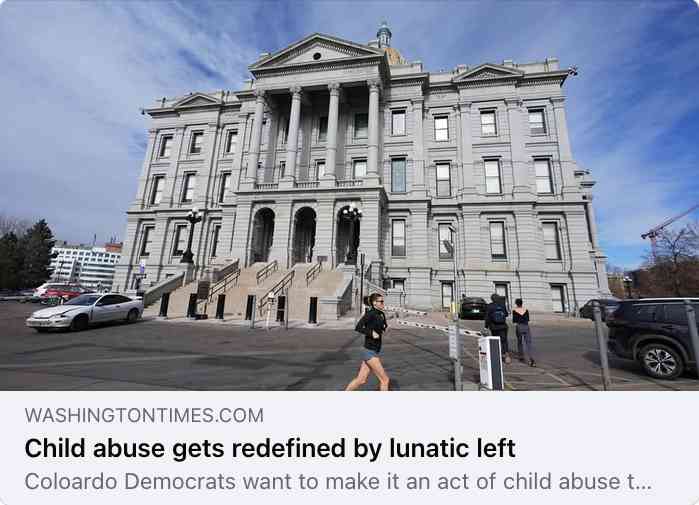 WASHINGTONTIMES.COM
Child abuse gets redefined by lunatic left
Coloardo Democrats want to make it an act of child abuse t...